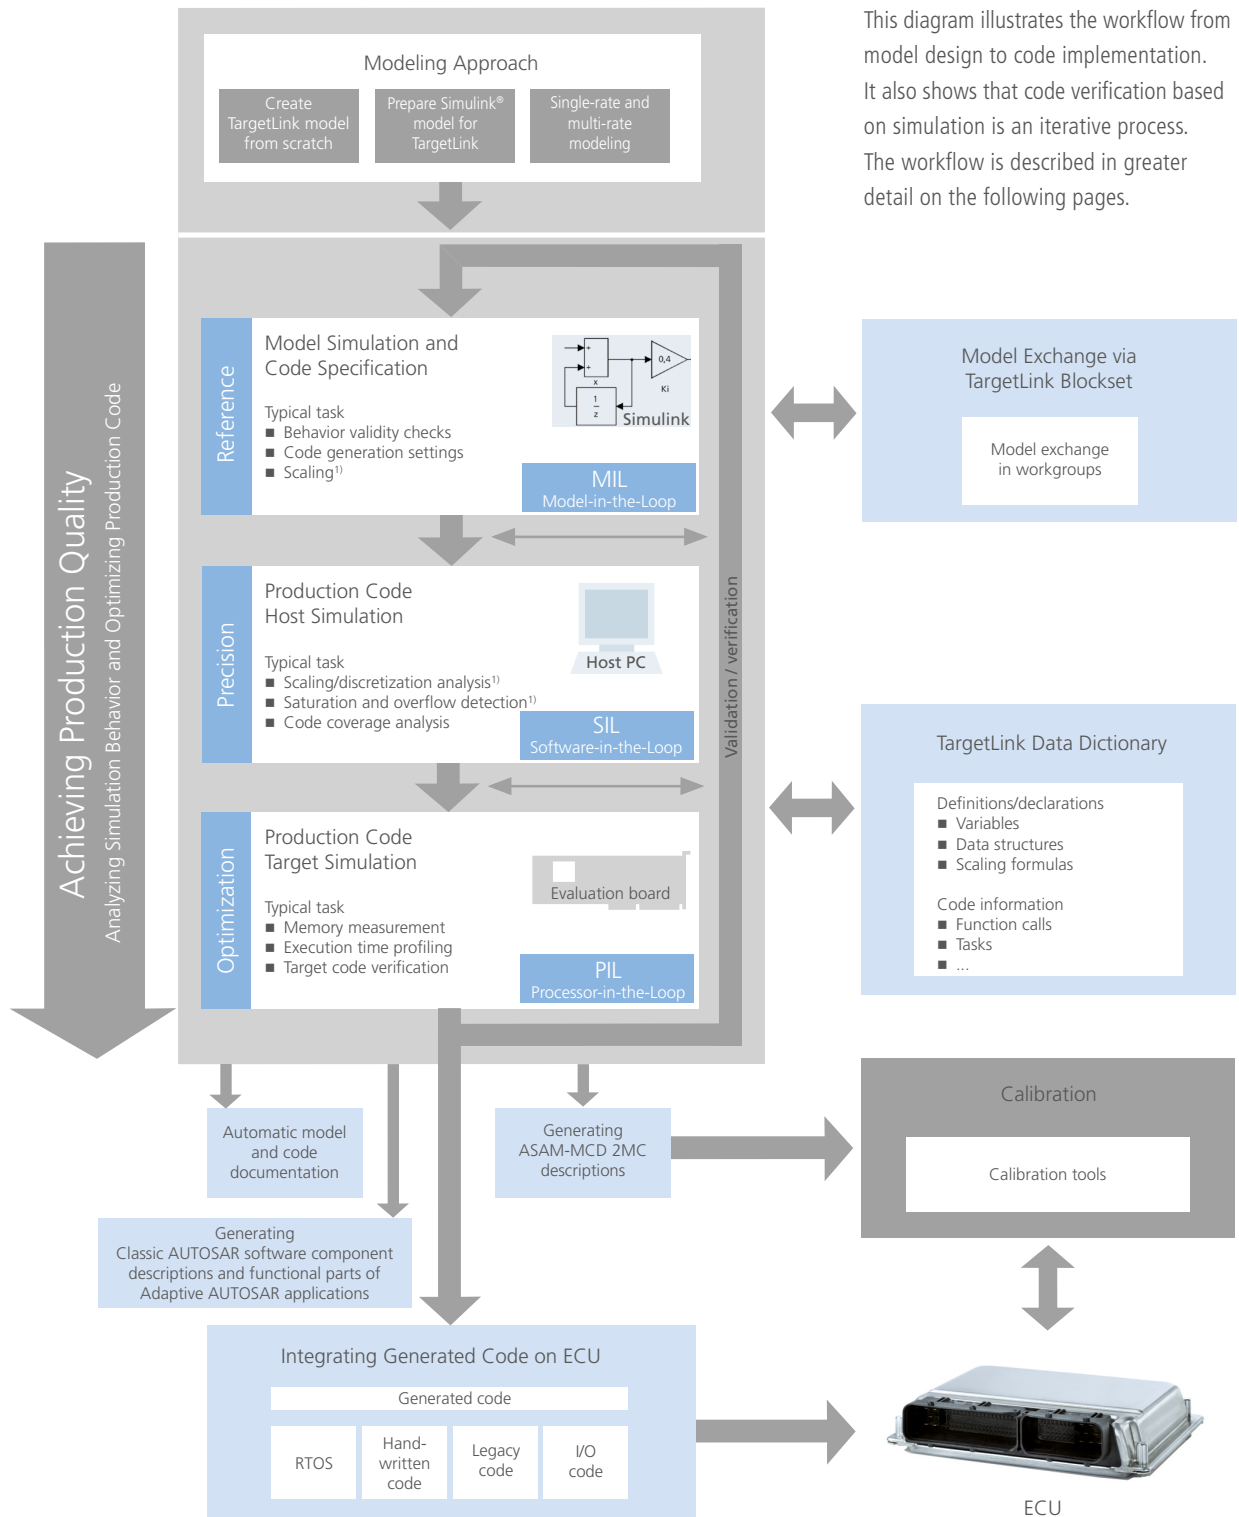 This diagram illustrates the workflow from
model design to code implementation.
It also shows that code verification based
on simulation is an iterative process.
The workflow is described in greater
detail on the following pages.
Modeling Approach
Create
TargetLink model
from scratch
Prepare Simulink®
model for
TargetLink
Single-rate and
multi-rate
modeling
Achieving Production Quality
Analyzing Simulation Behavior and Optimizing Production Code
Reference
Model Simulation and
Code Specification
Typical task
■ Behavior validity checks
■ Code generation settings
■ Scaling1)
+
+
x
0,4
Ki
1
z
Simulink
MIL
Model-in-the-Loop
Precision
Production Code
Host Simulation
Typical task
■ Scaling/discretization analysis1)
■ Saturation and overflow detection1)
■ Code coverage analysis
Host PC
SIL
Software-in-the-Loop
Optimization
Production Code
Target Simulation
Typical task
■ Memory measurement
■ Execution time profiling
■ Target code verification
Evaluation board
PIL
Processor-in-the-Loop
Validation / verification
Model Exchange via
TargetLink Blockset
Model exchange
in workgroups
TargetLink Data Dictionary
Definitions/declarations
■ Variables
■ Data structures
■ Scaling formulas
Code information
■ Function calls
■ Tasks
■ ...
Automatic model
and code
documentation
Generating
ASAM-MCD 2MC
descriptions
Calibration
Calibration tools
Generating
Classic AUTOSAR software component
descriptions and functional parts of
Adaptive AUTOSAR applications
Integrating Generated Code on ECU
Generated code
RTOS
Hand-
written
code
Legacy
code
I/O
code
ECU